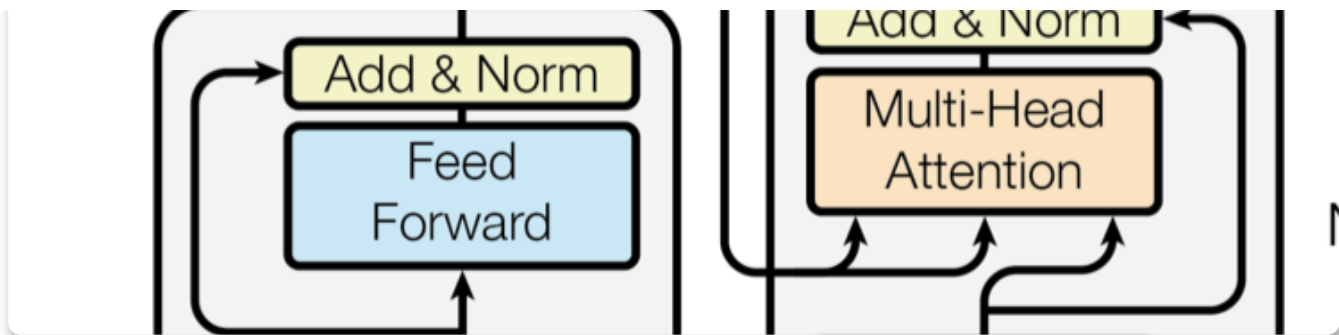 Add & Norm
Feed
Forward
Add & Norm
Multi-Head
Attention
N